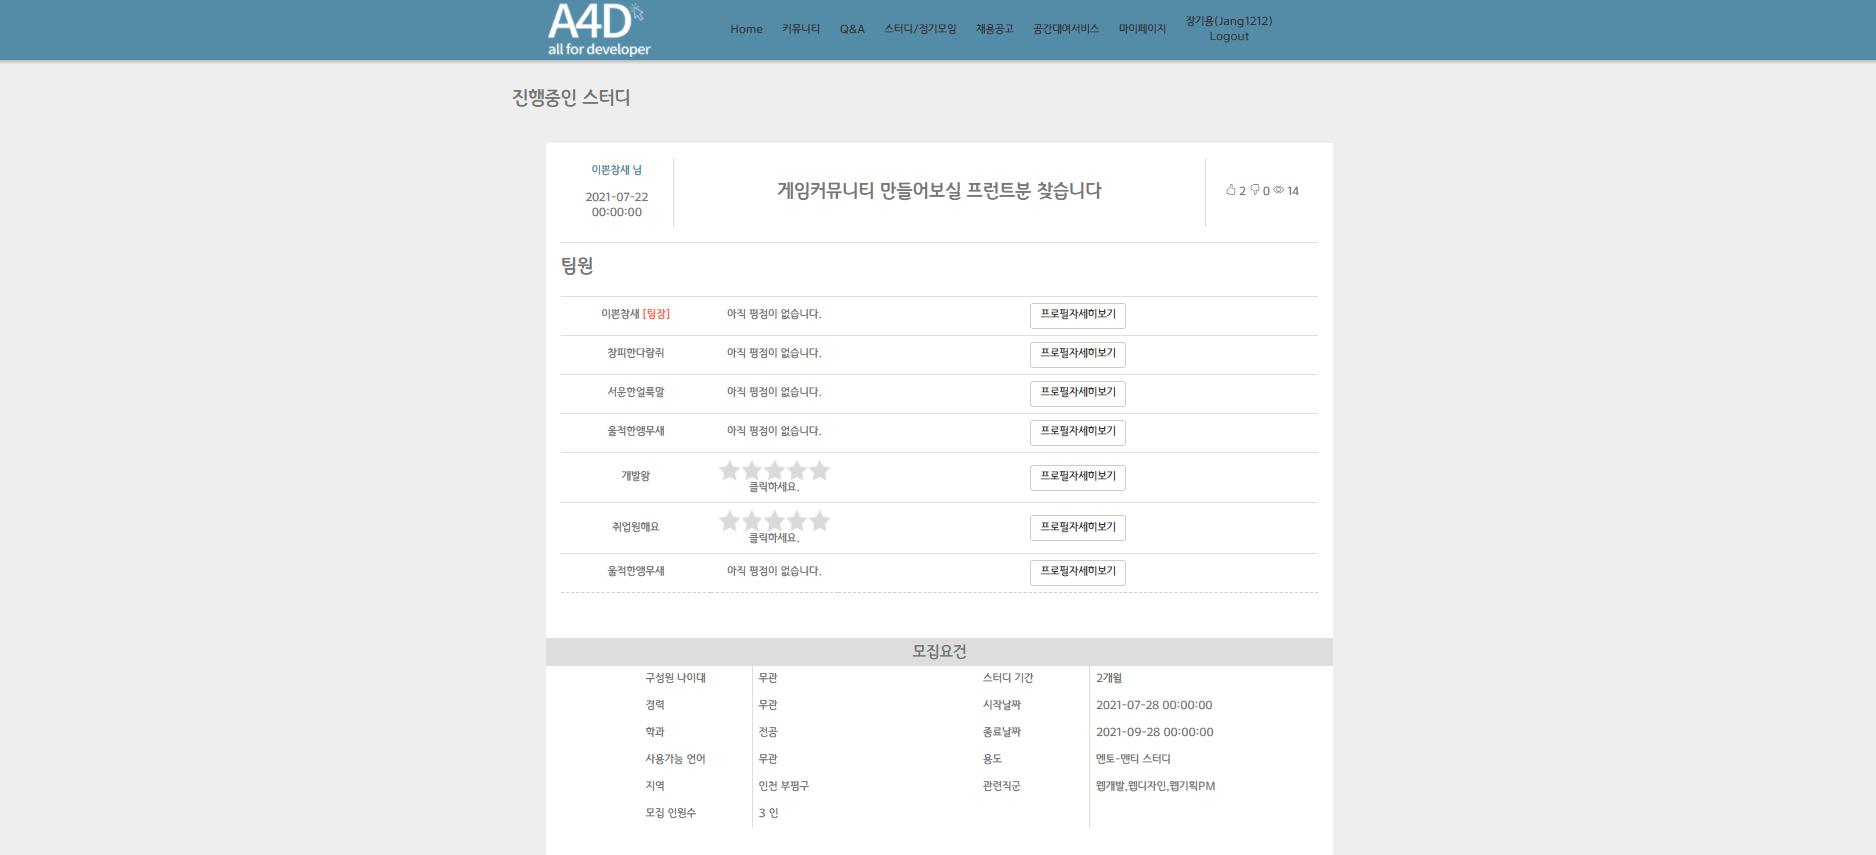 A4D
all for developer
Home 커뮤니티 Q&A 스터디/정기모임 채용공고 공간대여서비스 마이페이지 장기용(Jang1212)
Logout
진행중인 스터디
이쁜참새 님
2021-07-22
00:00:00
게임커뮤니티 만들어보실 프런트분 찾습니다
2 0 14
팀원
이쁜참새 [팀장] 아직 평점이 없습니다. 프로필자세히보기
창피한다람쥐 아직 평점이 없습니다. 프로필자세히보기
서운한얼룩말 아직 평점이 없습니다. 프로필자세히보기
울적한앵무새 아직 평점이 없습니다. 프로필자세히보기
개발왕 클릭하세요. 프로필자세히보기
취업원해요 클릭하세요. 프로필자세히보기
울적한앵무새 아직 평점이 없습니다. 프로필자세히보기
모집요건
구성원 나이대 무관 스터디 기간 2개월
경력 무관 시작날짜 2021-07-28 00:00:00
학과 전공 종료날짜 2021-09-28 00:00:00
사용가능 언어 무관 용도 멘토-멘티 스터디
지역 인천 부평구 관련직군 웹개발,웹디자인,웹기획PM
모집 인원수 3 인